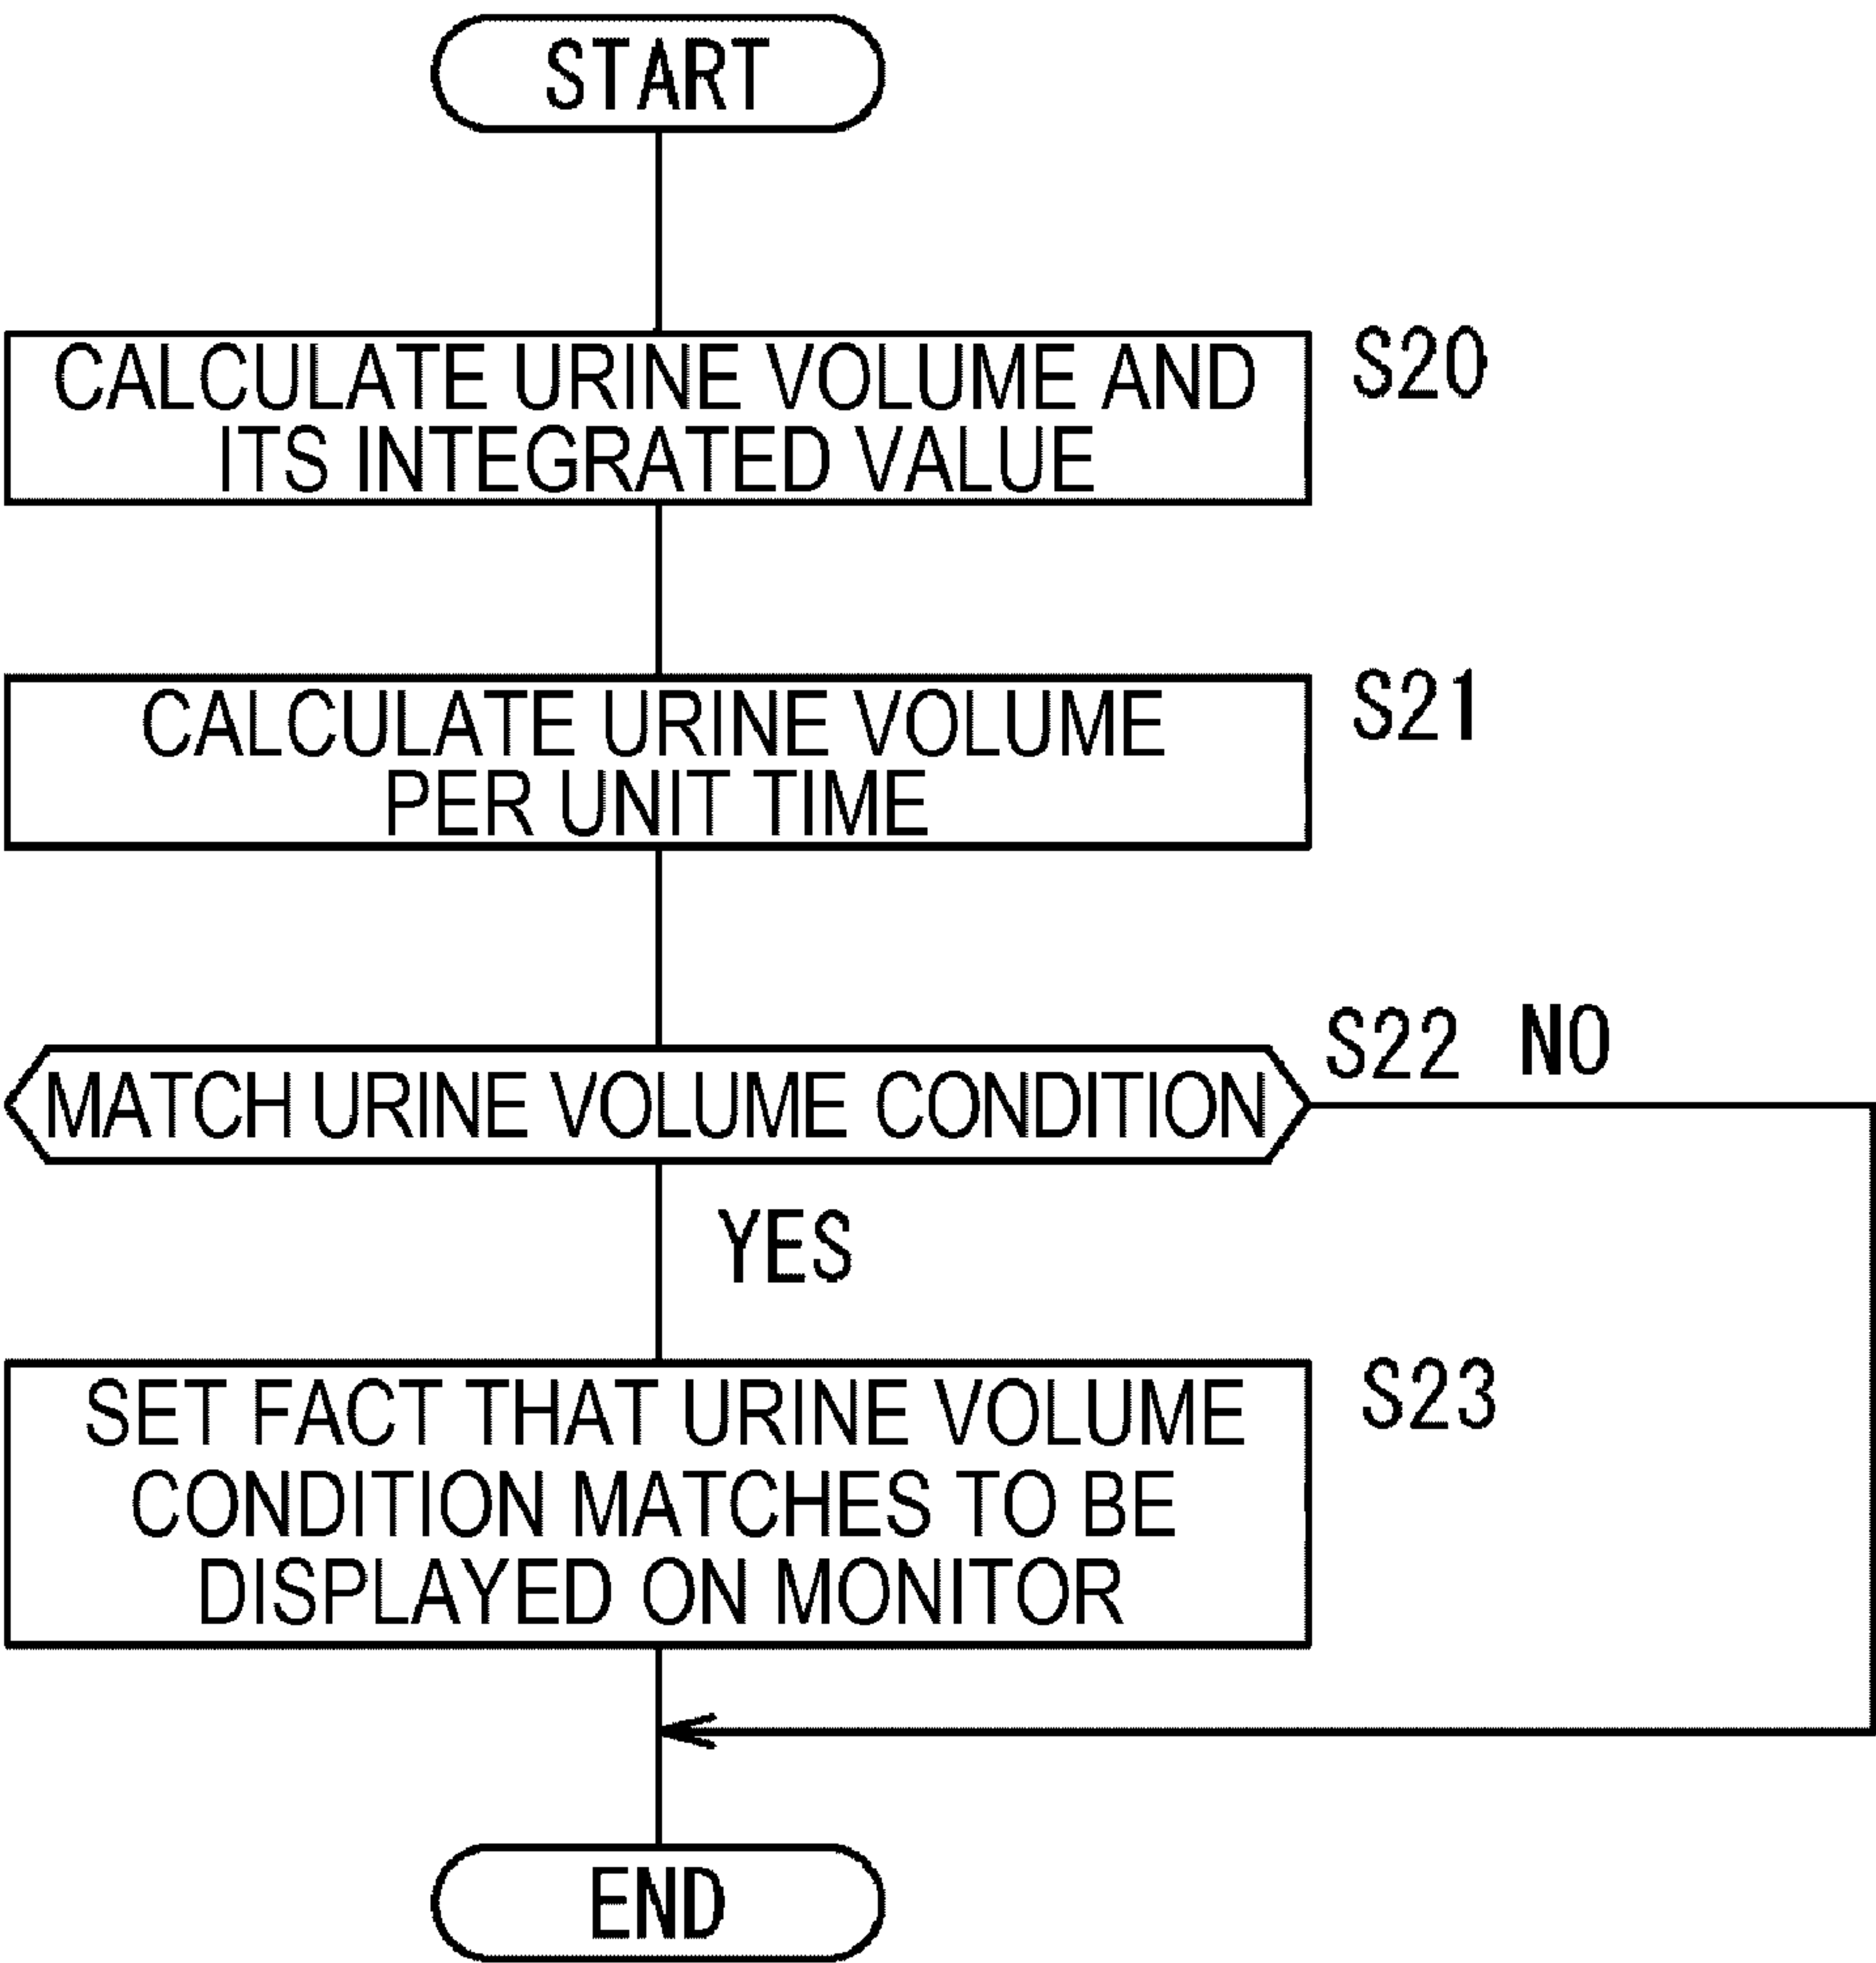 START
CALCULATE URINE VOLUME AND
ITS INTEGRATED VALUE
S20
CALCULATE URINE VOLUME
PER UNIT TIME
S21
MATCH URINE VOLUME CONDITION
S22 NO
YES
SET FACT THAT URINE VOLUME
CONDITION MATCHES TO BE
DISPLAYED ON MONITOR
S23
END